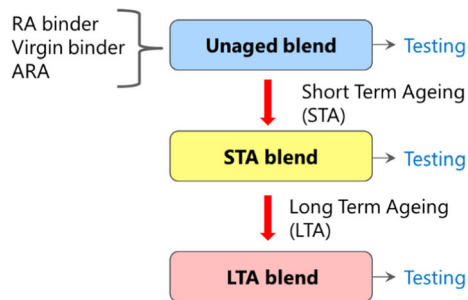 RA binder
Virgin binder
ARA
Unaged blend
Testing
Short Term Ageing
(STA)
STA blend
Testing
Long Term Ageing
(LTA)
LTA blend
Testing